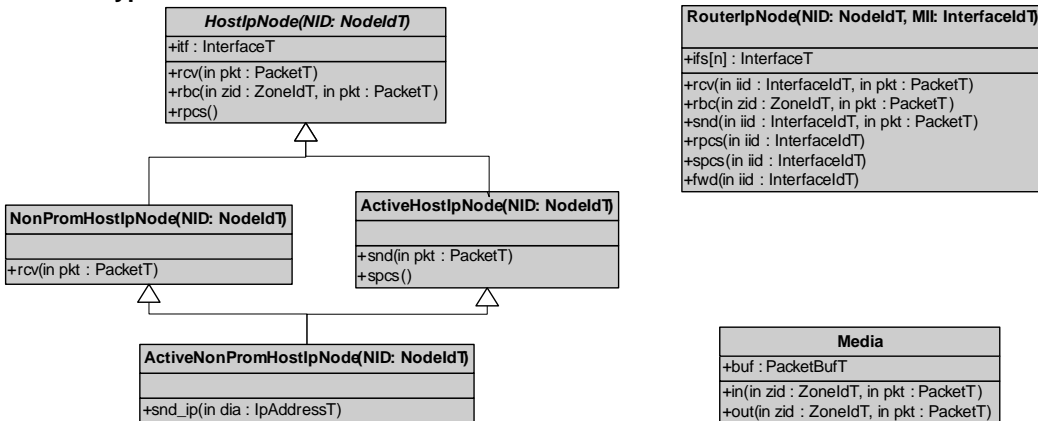 HostIpNode(NID: NodeIdT)
+itf : InterfaceT
+rcv(in pkt : PacketT)
+rbc(in zid : ZoneIdT, in pkt : PacketT)
+rpcs()
RouterIpNode(NID: NodeIdT, MII: InterfaceIdT)
+ifs[n] : InterfaceT
+rcv(in iid : InterfaceIdT, in pkt : PacketT)
+rbc(in zid : ZoneIdT, in pkt : PacketT)
+snd(in iid : InterfaceIdT, in pkt : PacketT)
+rpcs(in iid : InterfaceIdT)
+spcs(in iid : InterfaceIdT)
+fwd(in iid : InterfaceIdT)
NonPromHostIpNode(NID: NodeIdT)
+rcv(in pkt : PacketT)
ActiveHostIpNode(NID: NodeIdT)
+snd(in pkt : PacketT)
+spcs()
ActiveNonPromHostIpNode(NID: NodeIdT)
+snd_ip(in dia : IpAddressT)
Media
+buf : PacketBufT
+in(in zid : ZoneIdT, in pkt : PacketT)
+out(in zid : ZoneIdT, in pkt : PacketT)